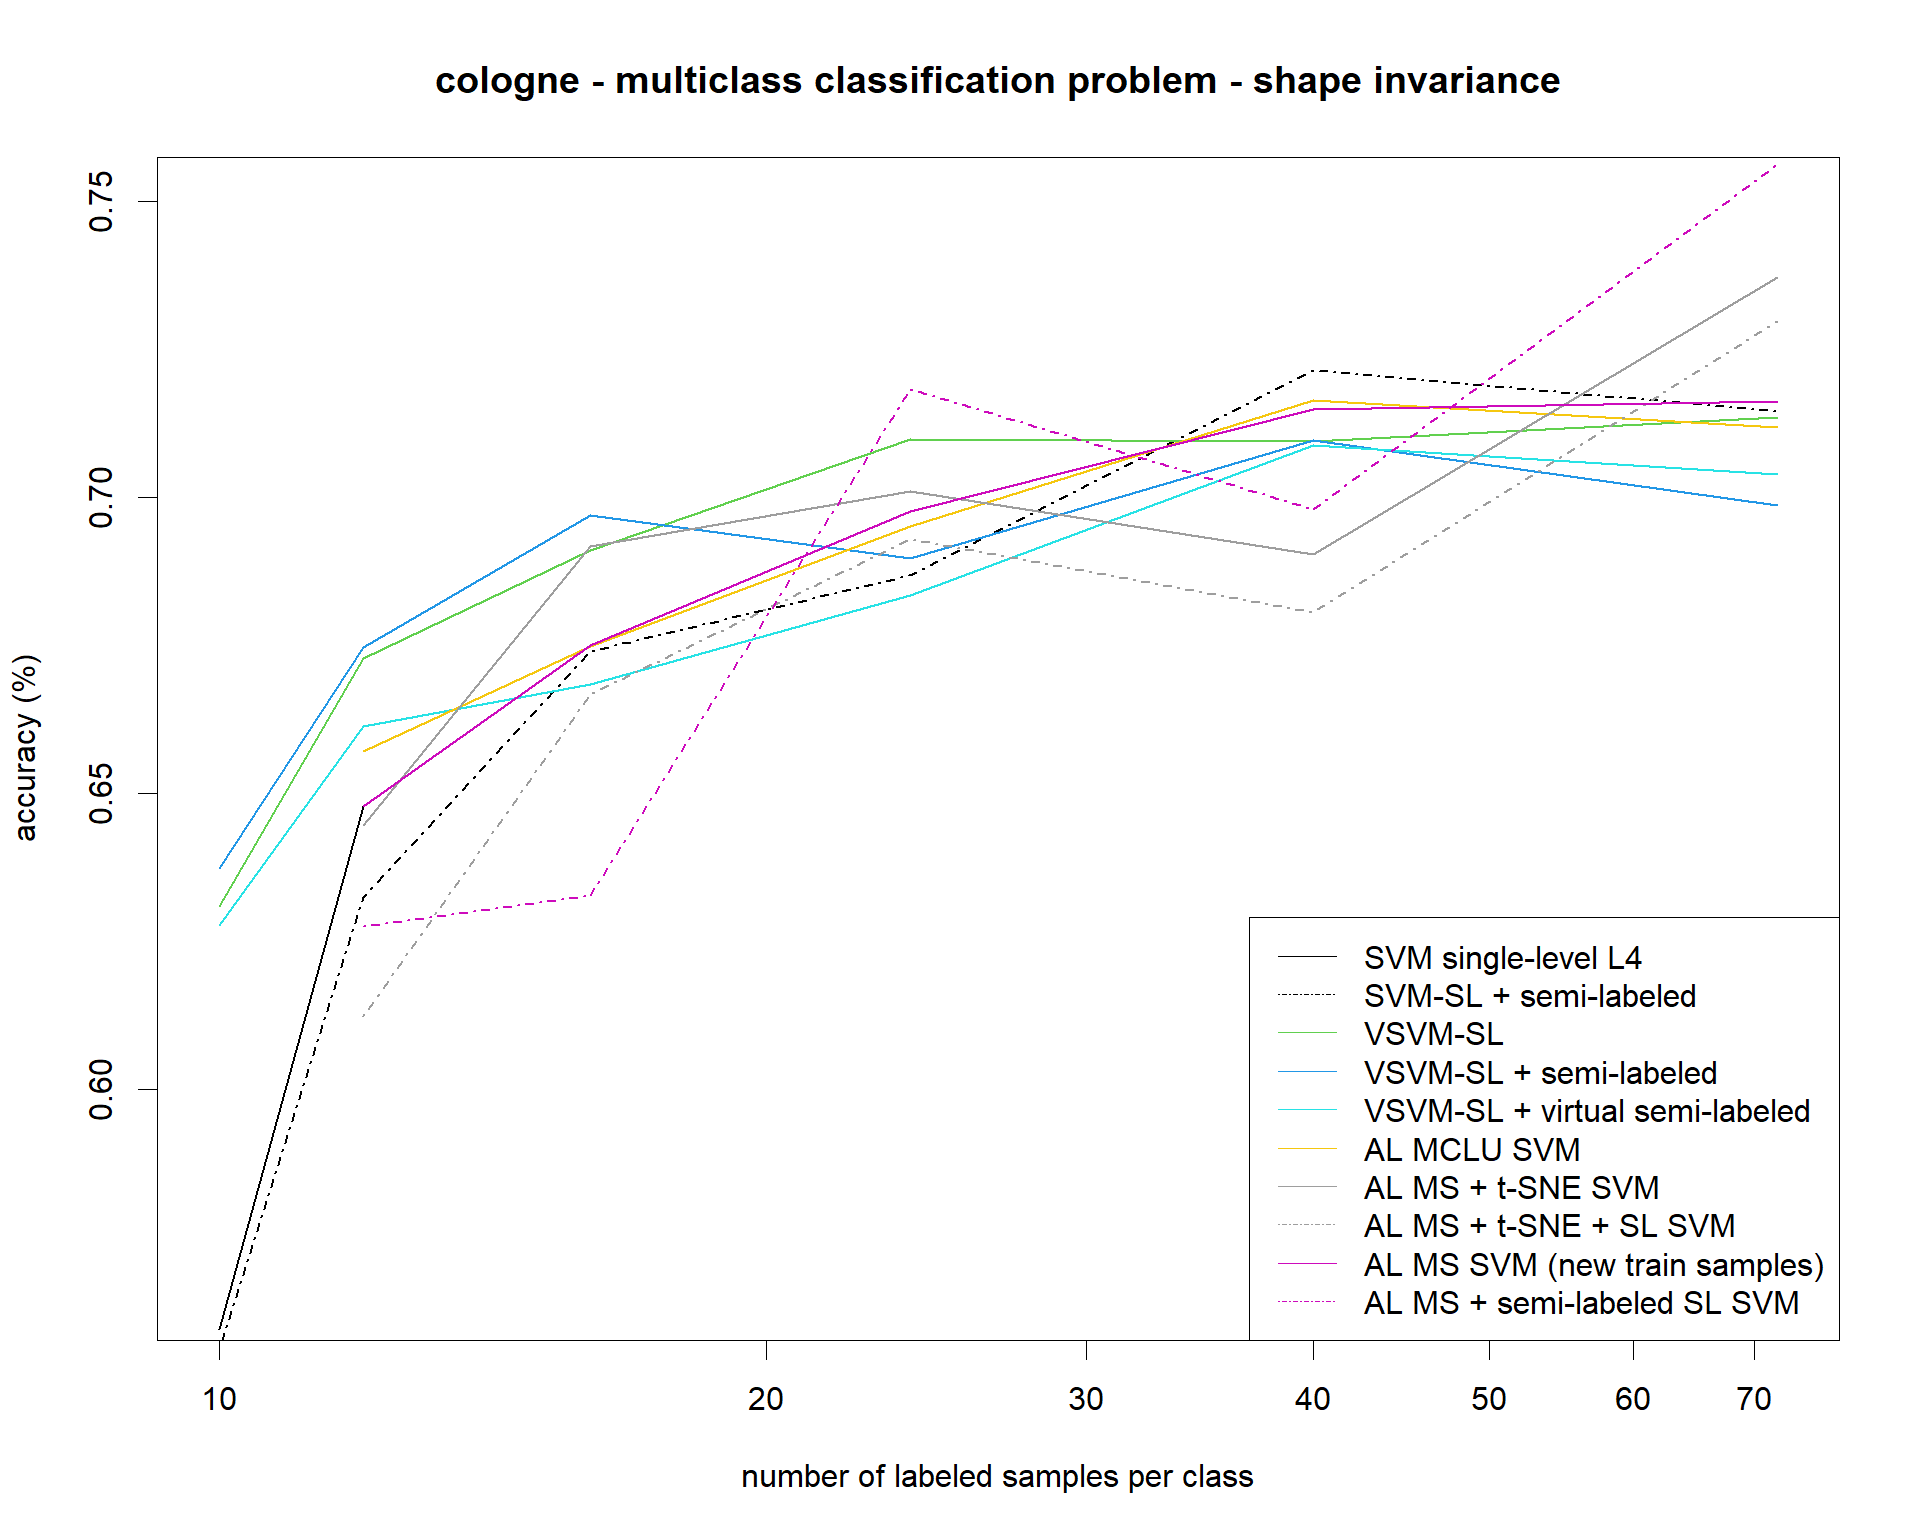 cologne - multiclass classification problem - shape invariance
accuracy (%)
0.75
0.70
0.65
0.60
SVM single-level L4
SVM-SL + semi-labeled
VSVM-SL
VSVM-SL + semi-labeled
VSVM-SL + virtual semi-labeled
AL MCLU SVM
AL MS + t-SNE SVM
AL MS + t-SNE + SL SVM
AL MS SVM (new train samples)
AL MS + semi-labeled SL SVM
10 20 30 40 50 60 70
number of labeled samples per class